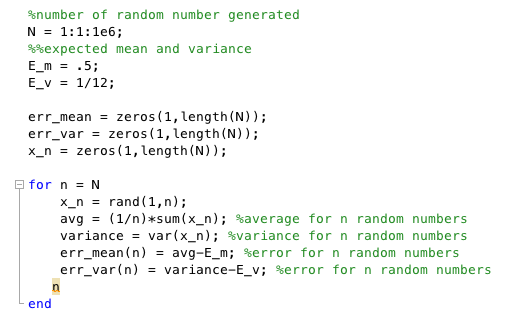 %number of random number generated
N = 1:1:1e6;
%%expected mean and variance
E_m = .5;
E_v = 1/12;
err_mean = zeros(1,length(N));
err_var = zeros(1,length(N));
x_n = zeros(1,length(N));
for n = N
x_n = rand(1,n);
avg = (1/n)*sum(x_n); %average for n random numbers
variance = var(x_n); %variance for n random numbers
err_mean(n) = avg-E_m; %error for n random numbers
err_var(n) = variance-E_v; %error for n random numbers
n
end